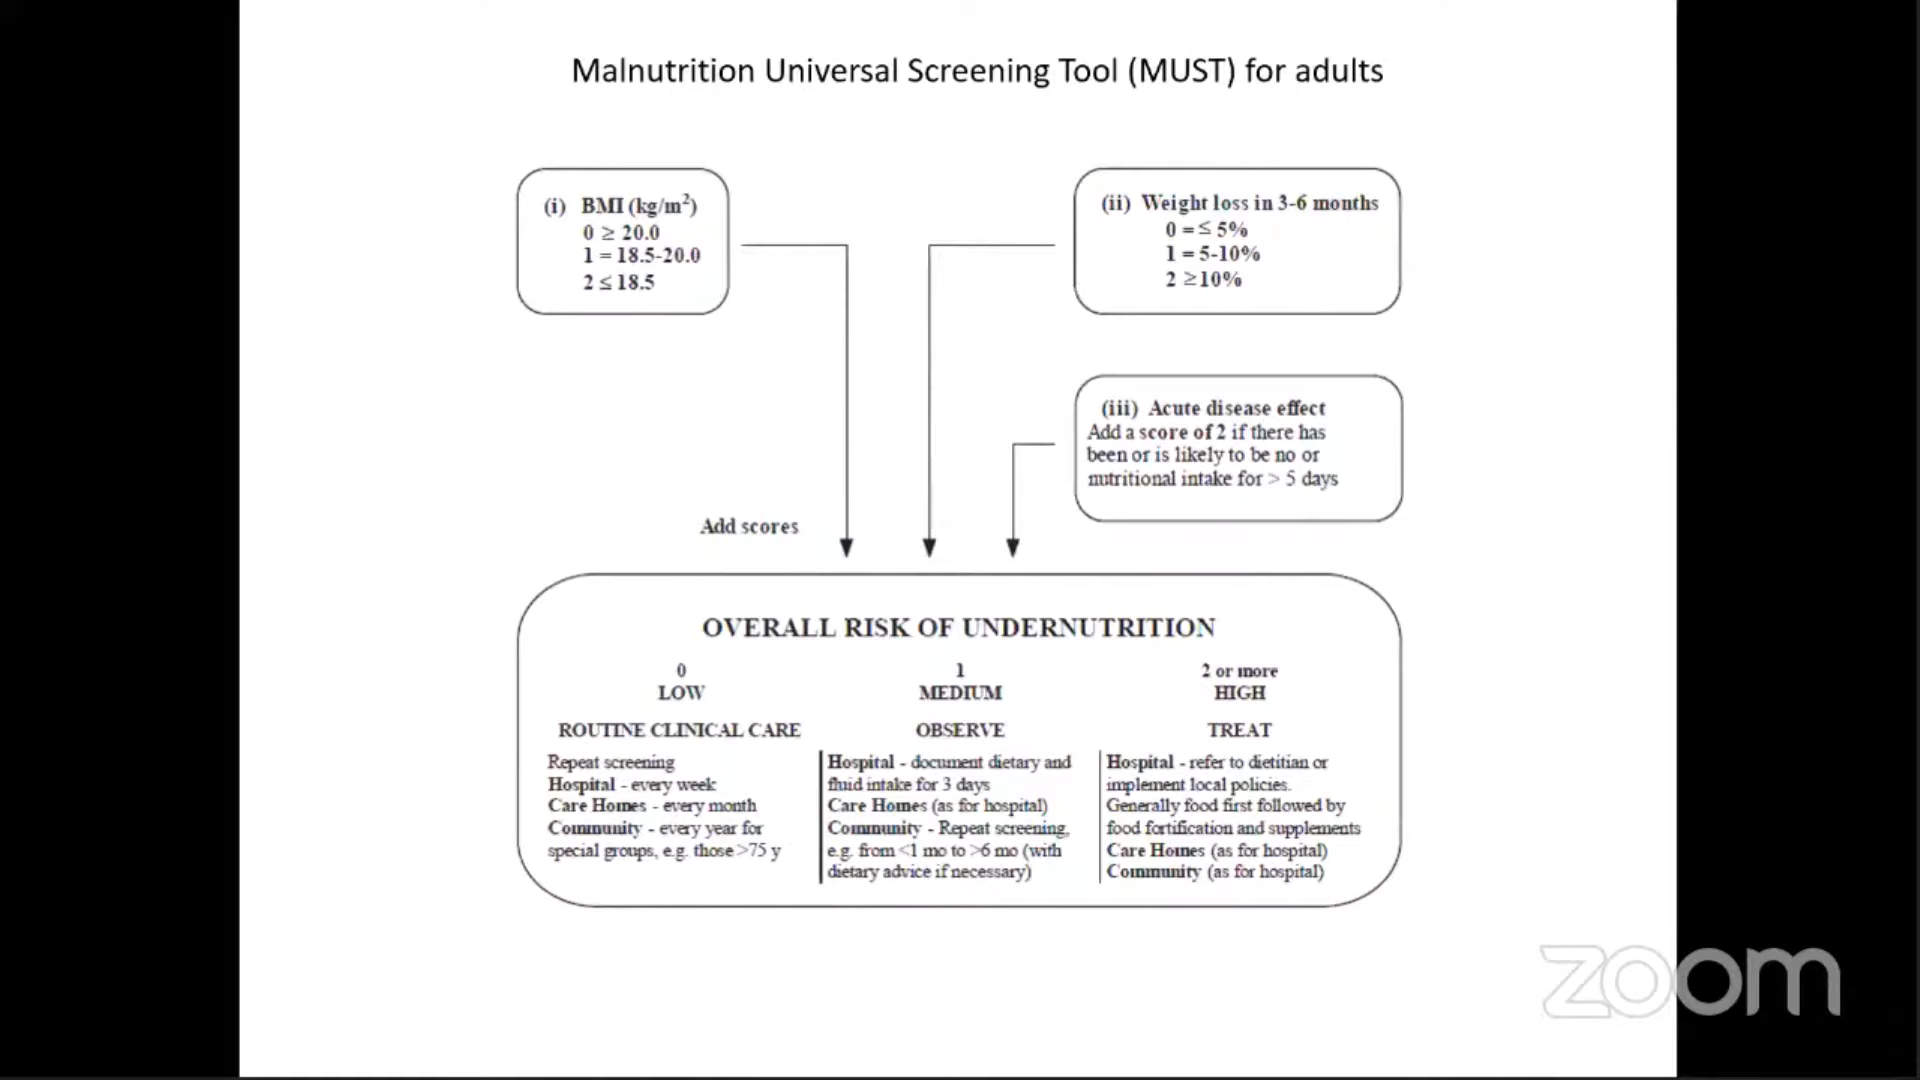 Malnutrition Universal Screening Tool (MUST) for adults
(i) BMI (kg/m²)
0 ≥ 20.0
1 = 18.5-20.0
2 ≤ 18.5
(ii) Weight loss in 3-6 months
0 = ≤ 5%
1 = 5-10%
2 ≥10%
(iii) Acute disease effect
Add a score of 2 if there has
been or is likely to be no or
nutritional intake for > 5 days
Add scores
OVERALL RISK OF UNDERNUTRITION
0
LOW
ROUTINE CLINICAL CARE
Repeat screening
Hospital - every week
Care Homes - every month
Community - every year for
special groups, e.g. those >75 y
1
MEDIUM
OBSERVE
Hospital - document dietary and
fluid intake for 3 days
Care Homes (as for hospital)
Community - Repeat screening,
e.g. from <1 mo to >6 mo (with
dietary advice if necessary)
2 or more
HIGH
TREAT
Hospital - refer to dietitian or
implement local policies.
Generally food first followed by
food fortification and supplements
Care Homes (as for hospital)
Community (as for hospital)
zoom